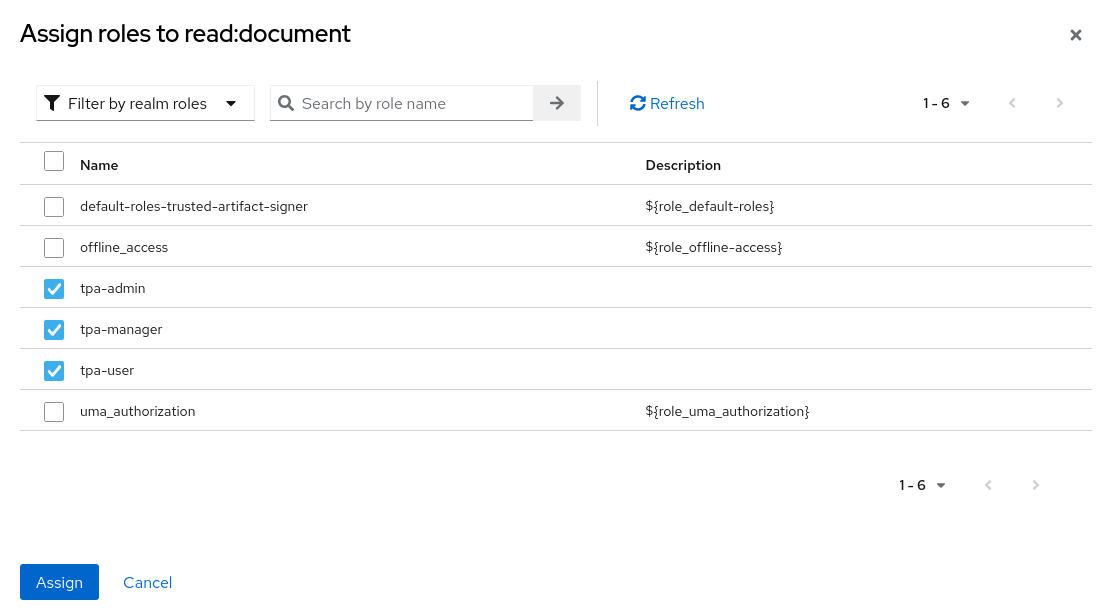 Assign roles to read:document
Filter by realm roles
Search by role name
Refresh
1 - 6
Name Description
default-roles-trusted-artifact-signer ${role_default-roles}
offline_access ${role_offline-access}
tpa-admin
tpa-manager
tpa-user
uma_authorization ${role_uma_authorization}
1 - 6
Assign Cancel